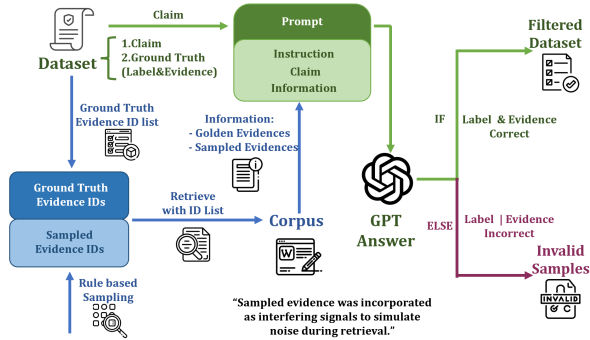 Claim
Dataset
1.Claim
2.Ground Truth
(Label&Evidence)
Prompt
Instruction
Claim
Information
Filtered
Dataset
Ground Truth
Evidence ID list
Information:
- Golden Evidences
- Sampled Evidences
IF
Label & Evidence
Correct
Ground Truth
Evidence IDs
Sampled
Evidence IDs
Retrieve
with ID List
Corpus
W
GPT
Answer
ELSE
Label | Evidence
Incorrect
Invalid
Samples
INVALID
Rule based
Sampling
“Sampled evidence was incorporated
as interfering signals to simulate
noise during retrieval.”